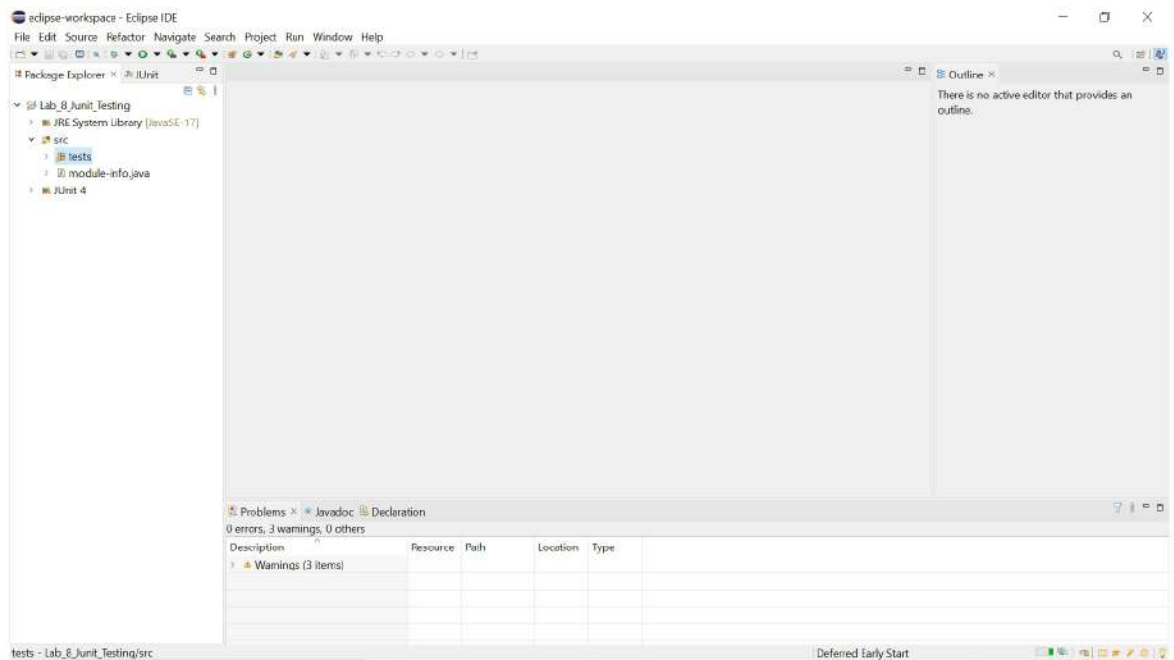 eclipse-workspace - Eclipse IDE
File Edit Source Refactor Navigate Search Project Run Window Help
Package Explorer × JUnit
Outline ×
There is no active editor that provides an
outline.
Lab_8_Junit_Testing
JRE System Library [JavaSE-17]
src
tests
module-info.java
JUnit 4
Problems × Javadoc Declaration
0 errors, 3 warnings, 0 others
Description Resource Path Location Type
Warnings (3 items)
tests - Lab_8_Junit_Testing/src Deferred Early Start